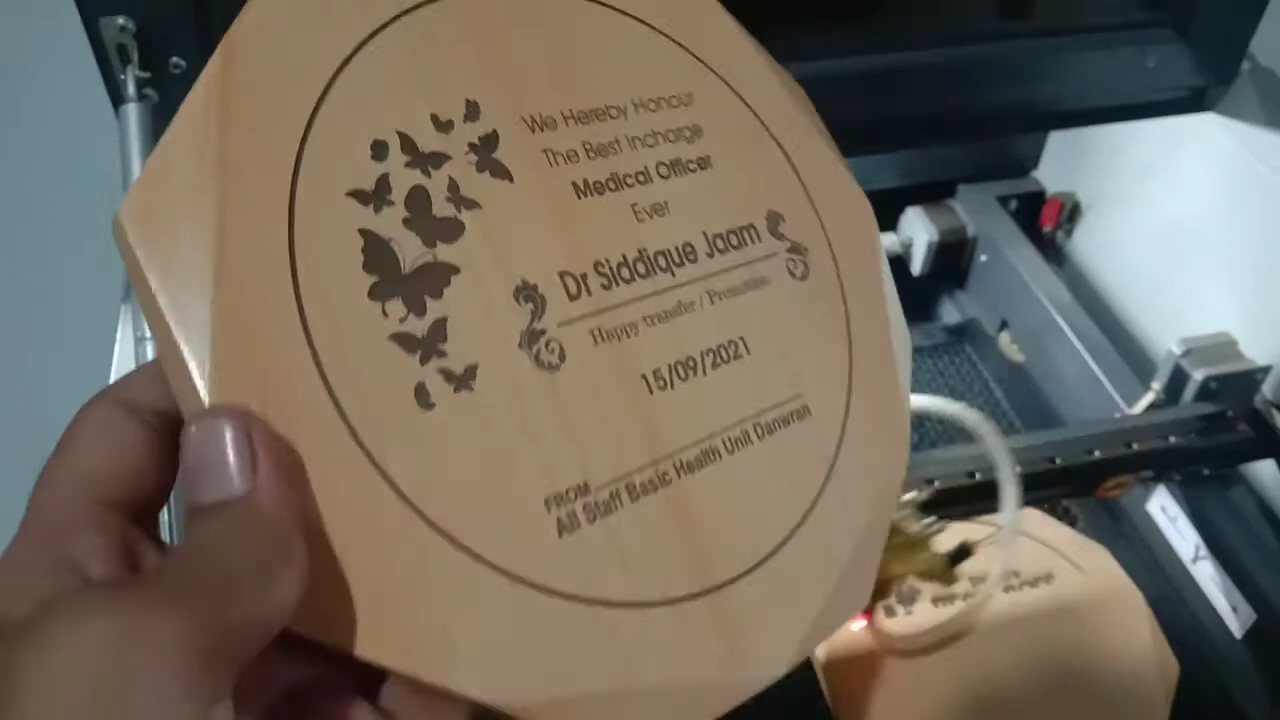 We Hereby Honour
The Best Incharge
Medical Officer
Ever
Dr Siddique Jaam
Happy transfer / Promotion
15/09/2021
FROM
All Staff Basic Health Unit Danwran